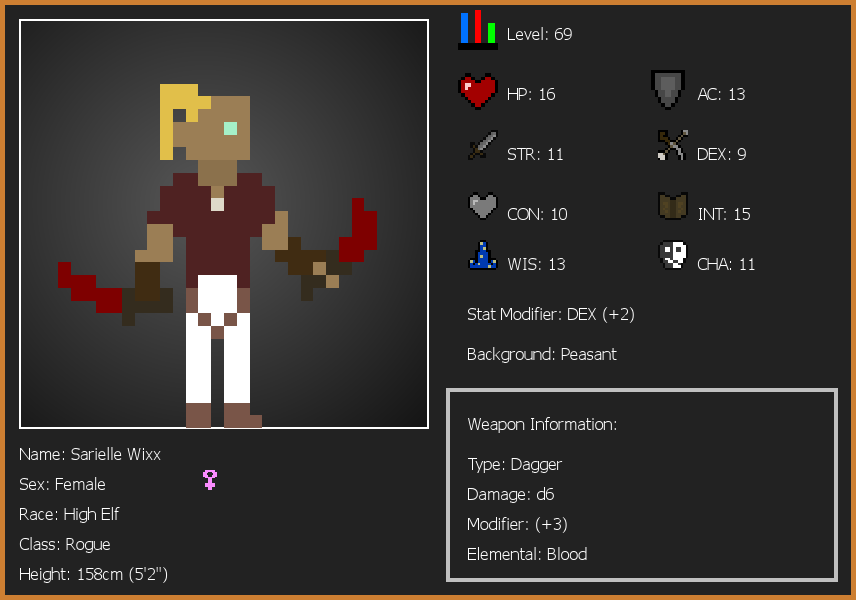 Level: 69
HP: 16
AC: 13
STR: 11
DEX: 9
CON: 10
INT: 15
WIS: 13
CHA: 11
Stat Modifier: DEX (+2)
Background: Peasant
Weapon Information:
Type: Dagger
Damage: d6
Modifier: (+3)
Elemental: Blood
Name: Sarielle Wixx
Sex: Female
Race: High Elf
Class: Rogue
Height: 158cm (5'2")